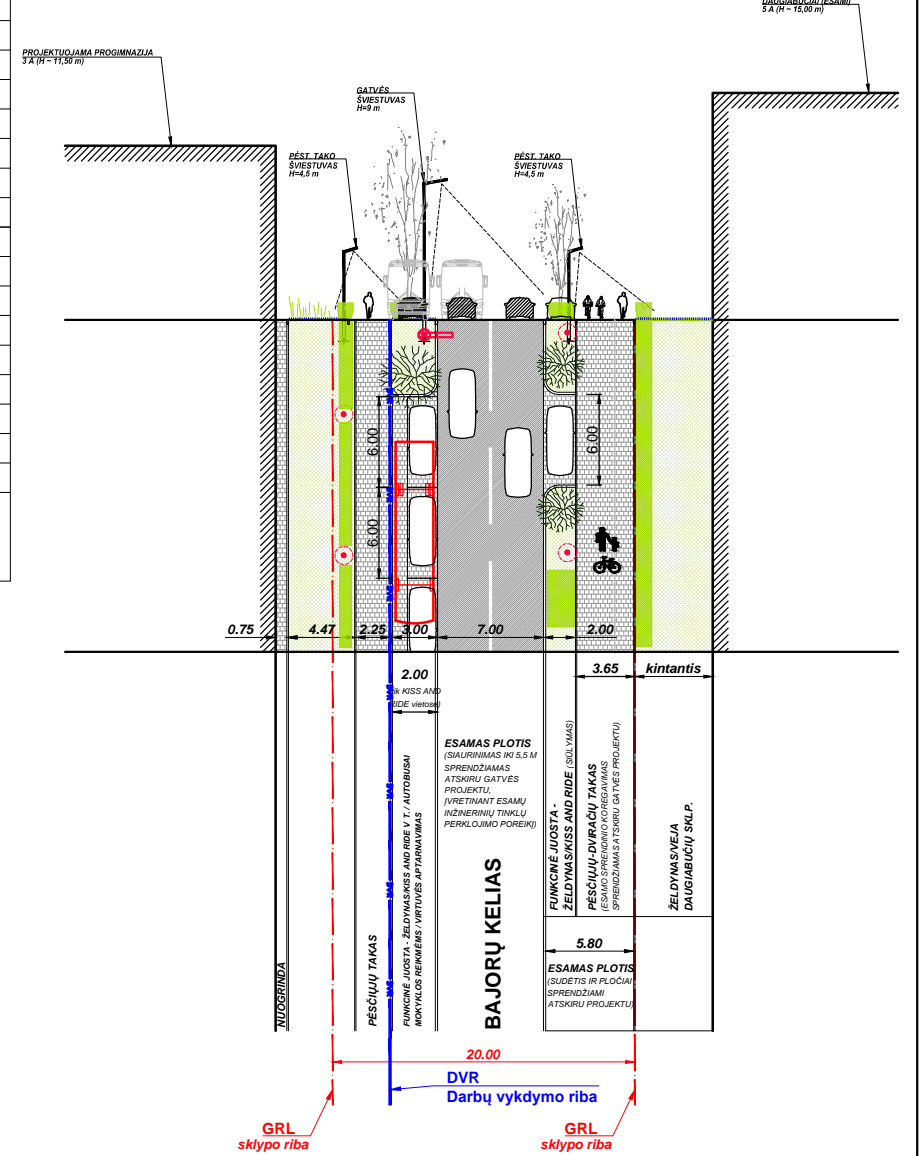 DAUGIABUČIAI (ESAMI)
5 A (H ~ 15,00 m)
PROJEKTUOJAMA PROGIMNAZIJA
3 A (H ~ 11,50 m)
GATVĖS
ŠVIESTUVAS
H=9 m
PĖST. TAKO
ŠVIESTUVAS
H=4,5 m
PĖST. TAKO
ŠVIESTUVAS
H=4,5 m
6.00
6.00
6.00
0.75
4.47
2.25
3.00
7.00
2.00
2.00
KISS AND
RIDE vietose)
3.65
kintantis
NUOGRINDA
PĖSČIŲJŲ TAKAS
FUNKCINĖ JUOSTA - ŽELDYNAS/KISS AND RIDE V. T. / AUTOBUSAI
MOKYKLOS REIKMĖMS / VIRTUVĖS APTARNAVIMAS
ESAMAS PLOTIS
(SIAURINIMAS IKI 5,5 M
SPRENDŽIAMAS
ATSKIRU GATVĖS
PROJEKTU,
ĮVRETINANT ESAMŲ
INŽINERINIŲ TINKLŲ
PERKLOJIMO POREIKĮ)
BAJORŲ KELIAS
FUNKCINĖ JUOSTA -
ŽELDYNAS/KISS AND RIDE (SIŪLYMAS)
PĖSČIŲJŲ-DVIRAČIŲ TAKAS
(ESAMO SPRENDINIO KOREGAVIMAS
SPRENDŽIAMAS ATSKIRU GATVĖS PROJEKTU)
ŽELDYNAS/VEJA
DAUGIABUČIŲ SKLP.
5.80
ESAMAS PLOTIS
(SUDĖTIS IR PLOČIAI
SPRENDŽIAMI
ATSKIRU PROJEKTU)
20.00
DVR
Darbų vykdymo riba
GRL
sklypo riba
GRL
sklypo riba